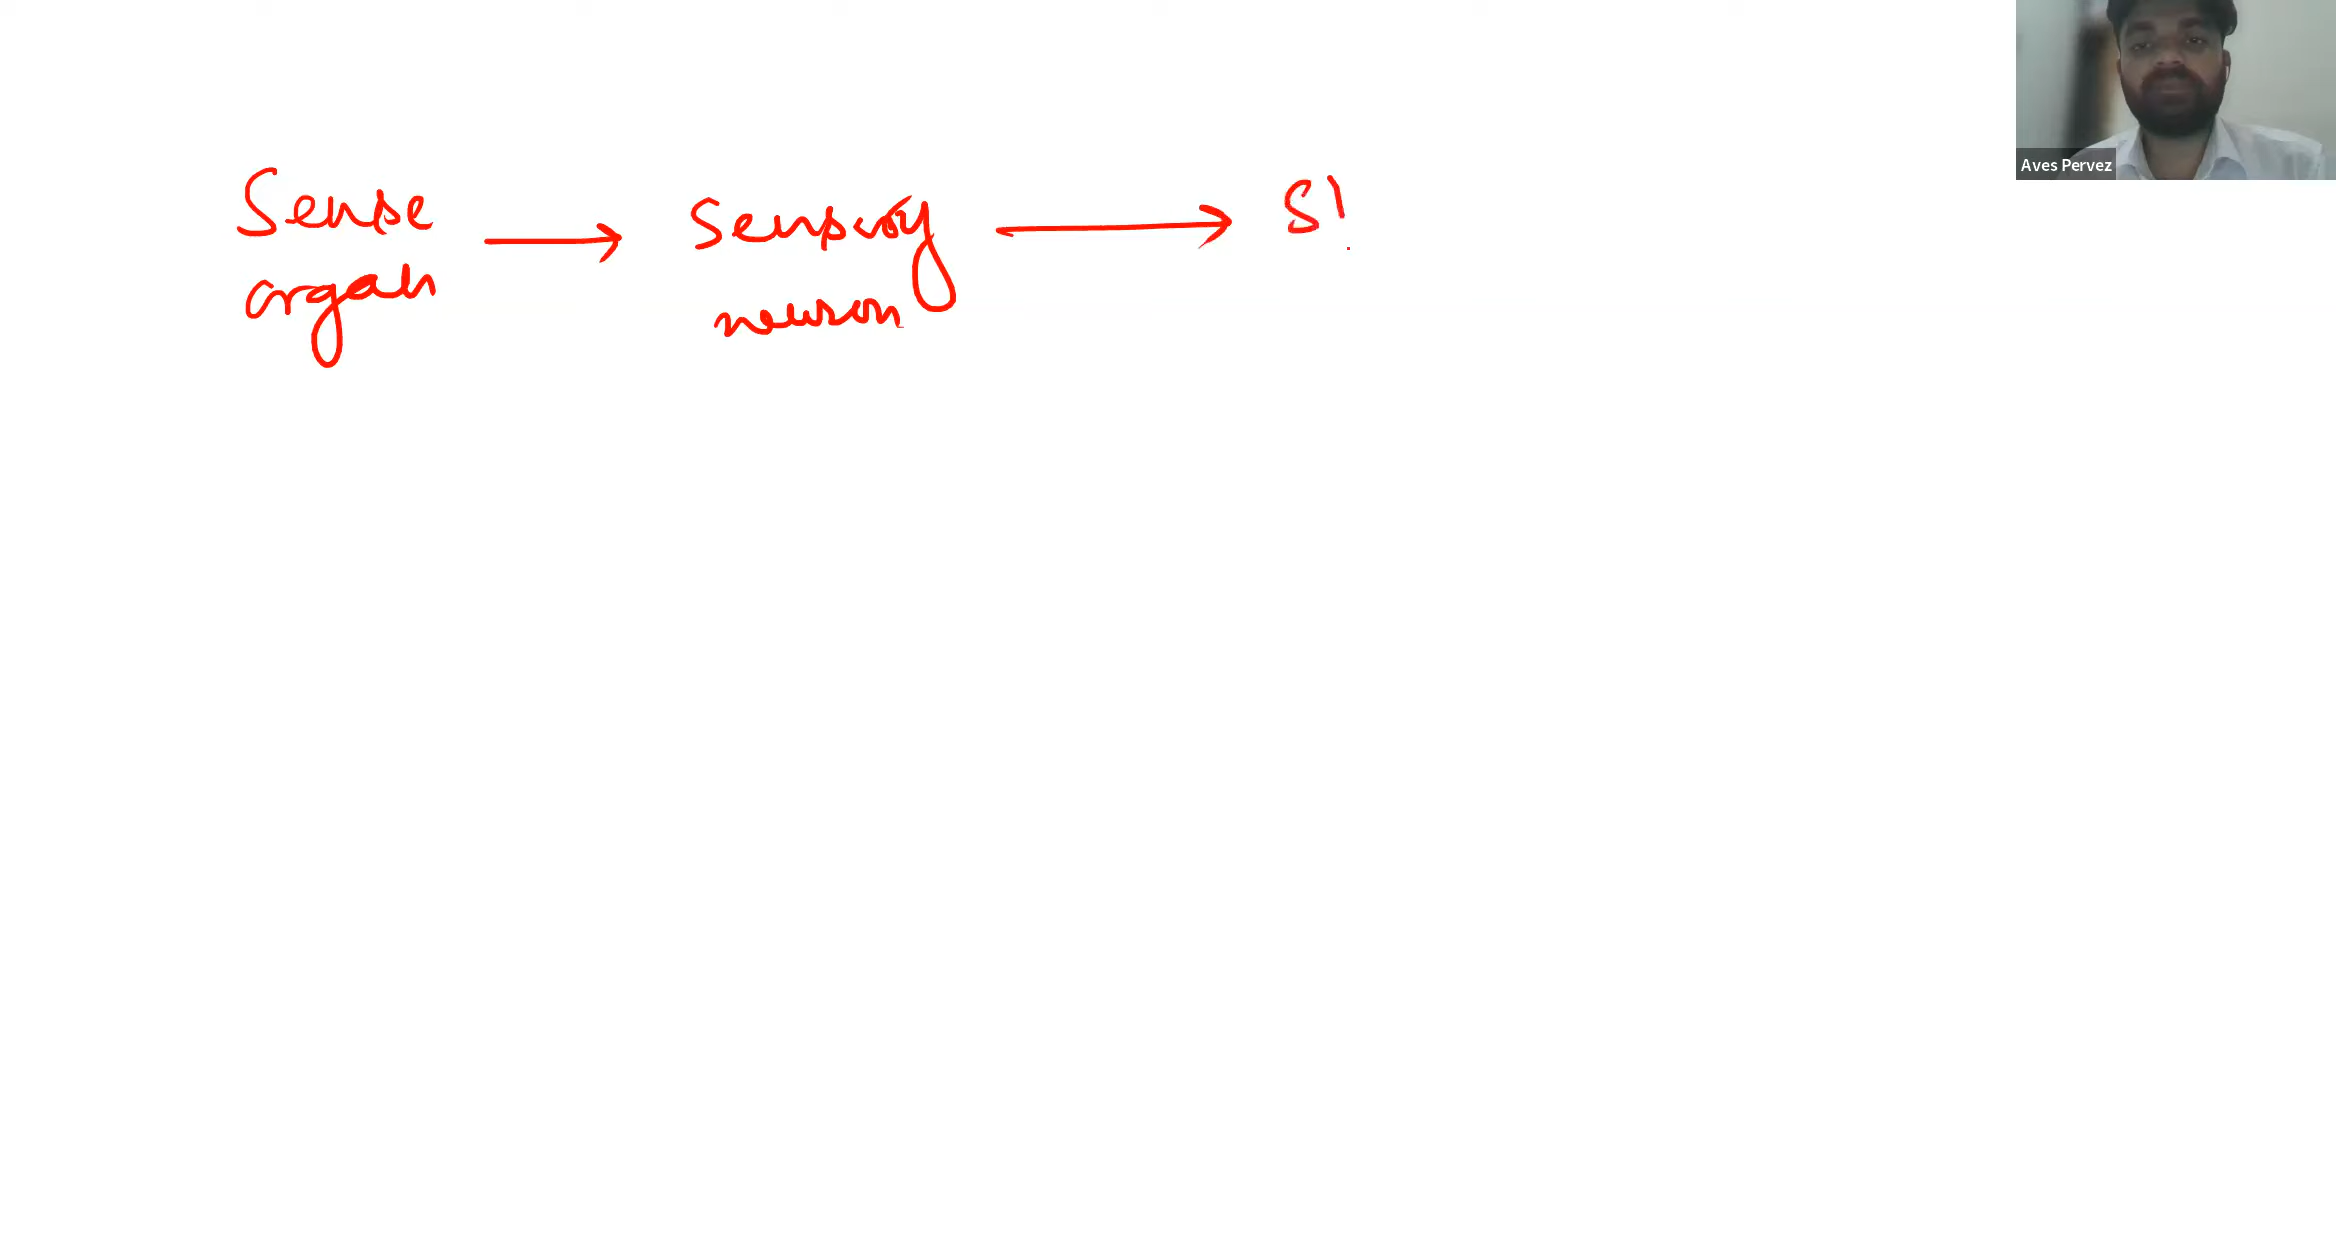 Sense → Sensory → S
organ neuron
Aves Pervez